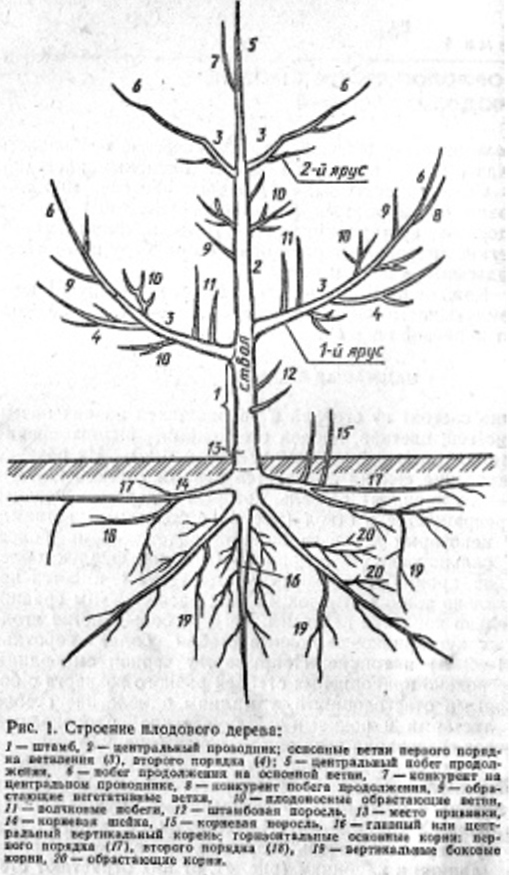 5
7
6
6
3
3
2-й ярус
6
6
10
9
8
9
11
10
2
9
10
11
3
4
3
4
10
1-й ярус
ствол
1
12
13
15
17
14
17
18
20
16
20
19
19
19
Рис. 1. Строение плодового дерева:
1 — штамб, 2 — центральный проводник; основные ветви первого поряд-
ка ветвления (3), второго порядка (4); 5 — центральный побег продол-
жения, 6 — побег продолжения на основной ветви, 7 — конкурент на
центральном проводнике, 8 — конкурент побега продолжения, 9 — обра-
стающие вегетативные ветки, 10 — плодоносные обрастающие ветви,
11 — волчковые побеги, 12 — штамбовая поросль, 13 — место прививки,
14 — корневая шейка, 15 — корневая поросль, 16 — главный или цент-
ральный вертикальный корень; горизонтальные основные корни: пер-
вого порядка (17), второго порядка (18), 19 — вертикальные боковые
корни, 20 — обрастающие корни.